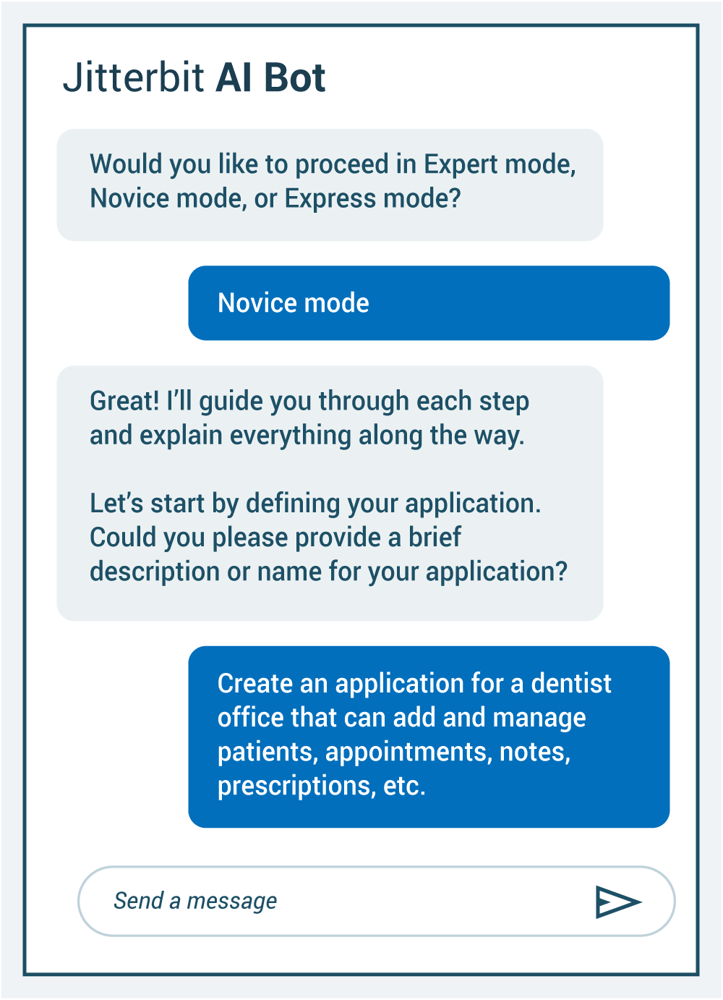 Jitterbit AI Bot
Would you like to proceed in Expert mode,
Novice mode, or Express mode?
Novice mode
Great! I’ll guide you through each step
and explain everything along the way.
Let’s start by defining your application.
Could you please provide a brief
description or name for your application?
Create an application for a dentist
office that can add and manage
patients, appointments, notes,
prescriptions, etc.
Send a message